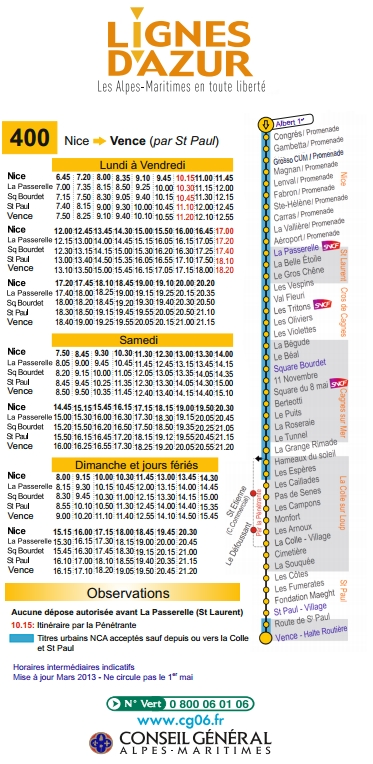 LIGNES
D'AZUR
Les Alpes-Maritimes en toute liberté
400 Nice Vence (par St Paul)
Lundi à Vendredi
Nice 6.45 7.20 8.00 8.35 9.10 9.45 10.15 11.00 11.45
La Passerelle 7.00 7.35 8.15 8.50 9.25 10.00 10.30 11.15 12.00
Sq Bourdet 7.15 7.50 8.30 9.05 9.40 10.15 10.45 11.30 12.15
St Paul 7.40 8.15 9.00 9.30 10.00 10.45 11.10 12.00 12.45
Vence 7.50 8.25 9.10 9.40 10.10 10.55 11.20 12.10 12.55
Nice 12.00 12.45 13.45 14.30 15.00 15.50 16.00 16.45 17.00
La Passerelle 12.15 13.00 14.00 14.45 15.15 16.05 16.15 17.05 17.20
Sq Bourdet 12.30 13.15 14.15 15.00 15.30 16.20 16.30 17.25 17.40
St Paul 13.00 13.40 14.50 15.35 16.05 16.55 17.10 17.50 18.10
Vence 13.10 13.50 15.00 15.45 16.15 17.05 17.15 18.00 18.20
Nice 17.20 17.45 18.10 18.45 19.00 19.10 20.00 20.20
La Passerelle 17.40 18.00 18.25 19.00 19.15 19.25 20.15 20.35
Sq Bourdet 18.00 18.20 18.45 19.20 19.30 19.40 20.30 20.50
St Paul 18.30 18.50 19.15 19.45 19.55 20.05 20.50 21.10
Vence 18.40 19.00 19.25 19.55 20.05 20.15 21.00 21.15
Samedi
Nice 7.50 8.45 9.30 10.30 11.30 12.30 13.00 13.30 14.00
La Passerelle 8.05 9.00 9.45 10.45 11.45 12.45 13.15 13.45 14.15
Sq Bourdet 8.20 9.15 10.00 11.05 12.05 13.05 13.35 14.05 14.35
St Paul 8.45 9.45 10.25 11.35 12.30 13.30 14.05 14.30 15.00
Vence 8.50 9.50 10.35 11.45 12.40 13.40 14.15 14.40 15.10
Nice 14.45 15.15 15.45 16.15 17.15 18.15 19.00 19.50 20.30
La Passerelle 15.00 15.30 16.00 16.30 17.30 18.30 19.15 20.05 20.45
Sq Bourdet 15.20 15.50 16.20 16.50 17.50 18.50 19.35 20.25 21.05
St Paul 15.50 16.15 16.45 17.20 18.15 19.12 19.55 20.45 21.25
Vence 16.00 16.25 16.55 17.30 18.25 19.20 20.05 20.55 21.35
Dimanche et jours fériés
Nice 8.00 9.15 9.00 10.30 11.45 13.00 13.45 14.30
La Passerelle 8.15 9.30 10.15 10.45 12.00 13.15 14.00 14.45
Sq Bourdet 8.30 9.45 10.30 11.00 12.15 13.30 14.15 15.00
St Paul 8.55 10.10 10.50 11.30 12.45 14.00 14.40 15.35
Vence 9.00 10.20 11.10 11.40 12.55 14.10 14.50 15.45
Nice 15.15 16.00 17.15 18.00 18.45 19.45 20.30
La Passerelle 15.30 16.15 17.30 18.15 19.00 20.00 20.45
Sq Bourdet 15.45 16.30 17.45 18.30 19.15 20.15 21.00
St Paul 16.10 17.00 18.10 18.55 19.40 20.40 21.10
Vence 16.15 17.10 18.20 19.05 19.50 20.45 21.20
Observations
Aucune dépose autorisée avant La Passerelle (St Laurent)
10.15: Itinéraire par la Pénétrante
Titres urbains NCA acceptés sauf depuis ou vers la Colle
et St Paul
Horaires intermédiaires indicatifs
Mise à jour Mars 2013 - Ne circule pas le 1er mai
Albert 1er
Congrès / Promenade
Gambetta / Promenade
Grosso CUM / Promenade
Magnan / Promenade
Lenval / Promenade
Fabron / Promenade
Ste-Hélène / Promenade
Carras / Promenade
La Vallière / Promenade
Aéroport / Promenade
La Passerelle SNCF
La Belle Étoile
Le Gros Chêne
Les Vespins
Val Fleuri
Les Tritons SNCF
Les Oliviers
Les Violettes
La Bégude
Le Béal
Square Bourdet
11 Novembre
Square du 8 mai SNCF
Berteotti
Le Puits
La Roseraie
Le Tunnel
La Grange Rimade
Hameaux du soleil
Les Espères
Les Caillades
Pas de Senes
Les Campons
Monfort
Les Arnoux
La Colle - Village
Cimetière
La Souquée
Les Côtes
Les Fumerates
Fondation Maeght
St Paul - Village
Route de St Paul
Vence - Halte Routière
Nice
St Laurent
Cros de Cagnes
Cagnes sur Mer
La Colle sur Loup
St Paul
St Etienne
(C.Commercial)
Le Défoussat
Par la Pénétrante
N° Vert 0 800 06 01 06
www.cg06.fr
CONSEIL GÉNÉRAL
ALPES-MARITIMES